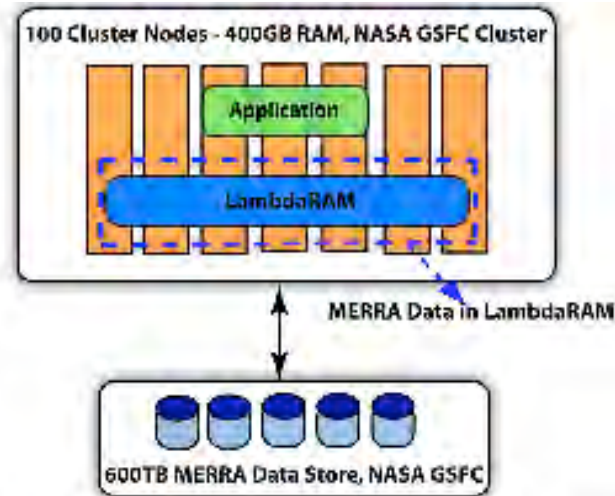 100 Cluster Nodes - 400GB RAM, NASA GSFC Cluster
Application
LambdaRAM
MERRA Data in LambdaRAM
600TB MERRA Data Store, NASA GSFC